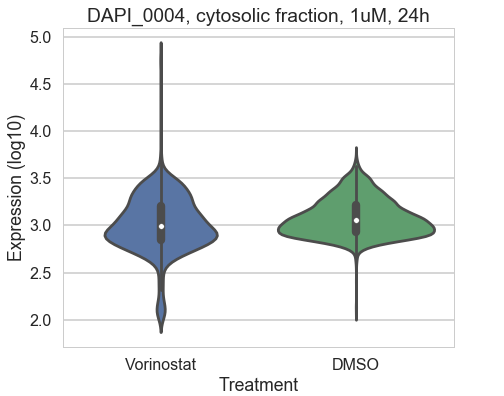 DAPI_0004, cytosolic fraction, 1uM, 24h
5.0
4.5
4.0
3.5
3.0
2.5
2.0
Expression (log10)
Vorinostat DMSO
Treatment